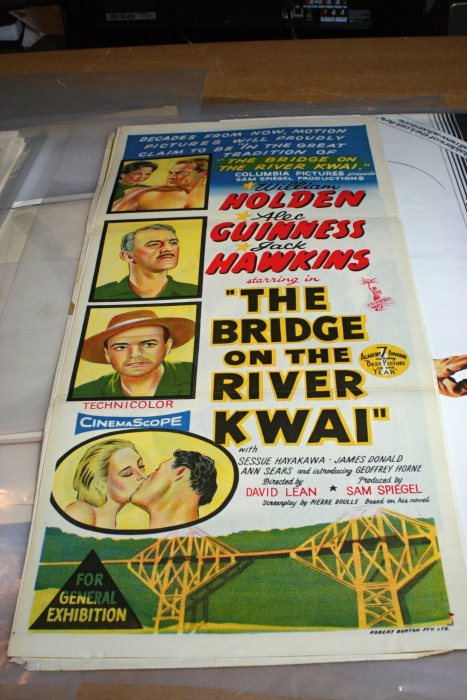 DECADES FROM NOW, MOTION
PICTURES WILL PROUDLY
CLAIM TO BE "IN THE GREAT
TRADITION OF
"THE BRIDGE ON
THE RIVER KWAI."
COLUMBIA PICTURES presents
SAM SPIEGEL PRODUCTIONS
William
HOLDEN
Alec
GUINNESS
Jack
HAWKINS
starring in
"THE
BRIDGE
ON THE
RIVER
KWAI"
ACADEMY 7 AWARDS
BEST PICTURE
OF THE
YEAR
TECHNICOLOR
CINEMASCOPE
with
SESSUE HAYAKAWA · JAMES DONALD
ANN SEARS and introducing GEOFFREY HORNE
Directed by
DAVID LEAN ★
Produced by
SAM SPIEGEL
Screenplay by PIERRE BOULLE Based on his novel
FOR
GENERAL
EXHIBITION
ROBERT BURTON PTY. LTD.